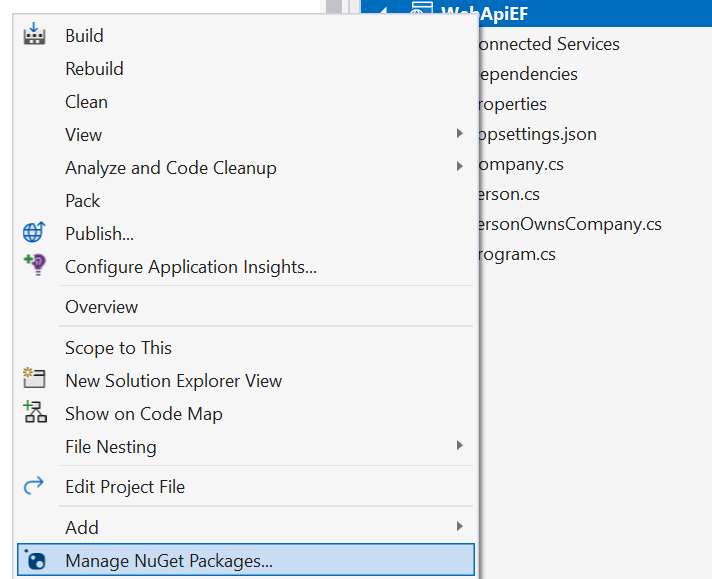 Build
Rebuild
Clean
View
Analyze and Code Cleanup
Pack
Publish...
Configure Application Insights...
Overview
Scope to This
New Solution Explorer View
Show on Code Map
File Nesting
Edit Project File
Add
Manage NuGet Packages...
WebApiEF
onnected Services
ependencies
roperties
ppsettings.json
ompany.cs
erson.cs
ersonOwnsCompany.cs
rogram.cs